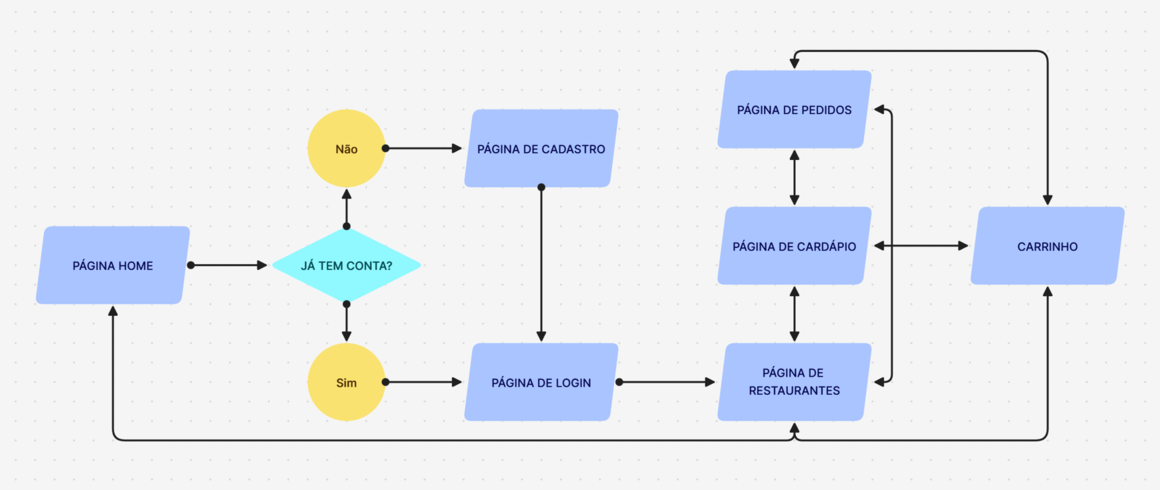 PÁGINA HOME
JÁ TEM CONTA?
Não
Sim
PÁGINA DE CADASTRO
PÁGINA DE LOGIN
PÁGINA DE PEDIDOS
PÁGINA DE CARDÁPIO
PÁGINA DE
RESTAURANTES
CARRINHO